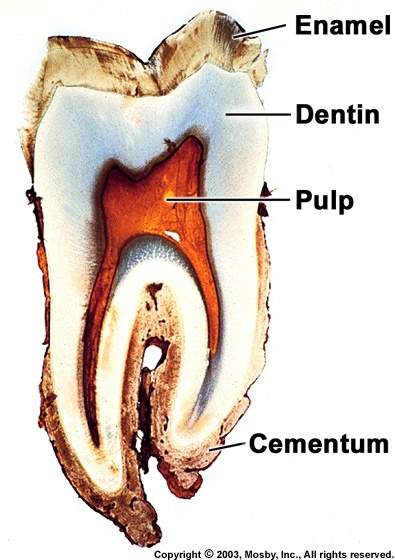 Enamel
Dentin
Pulp
Cementum
Copyright © 2003, Mosby, Inc., All rights reserved.